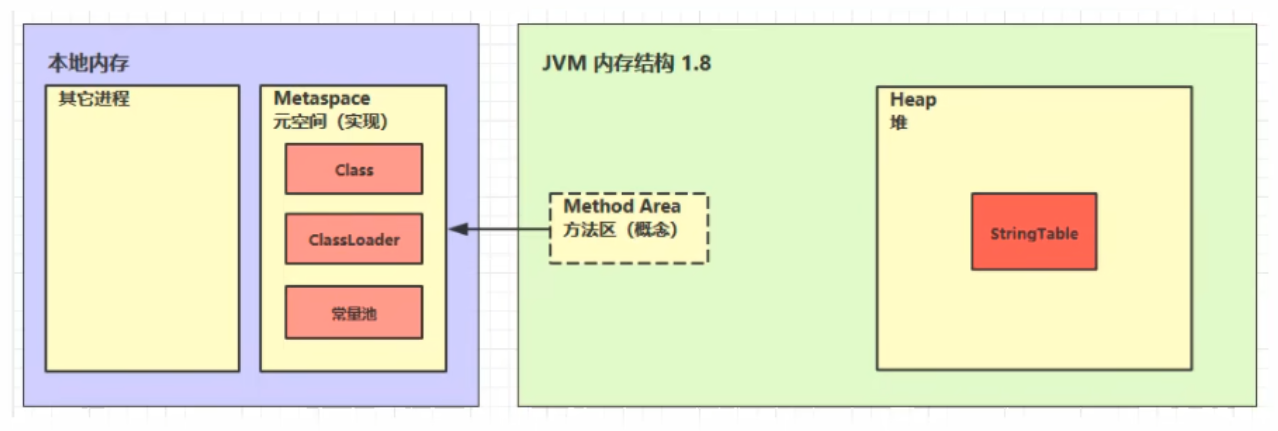 本地内存
其它进程
Metaspace
元空间（实现）
Class
ClassLoader
常量池
JVM 内存结构 1.8
Method Area
方法区（概念）
Heap
堆
StringTable